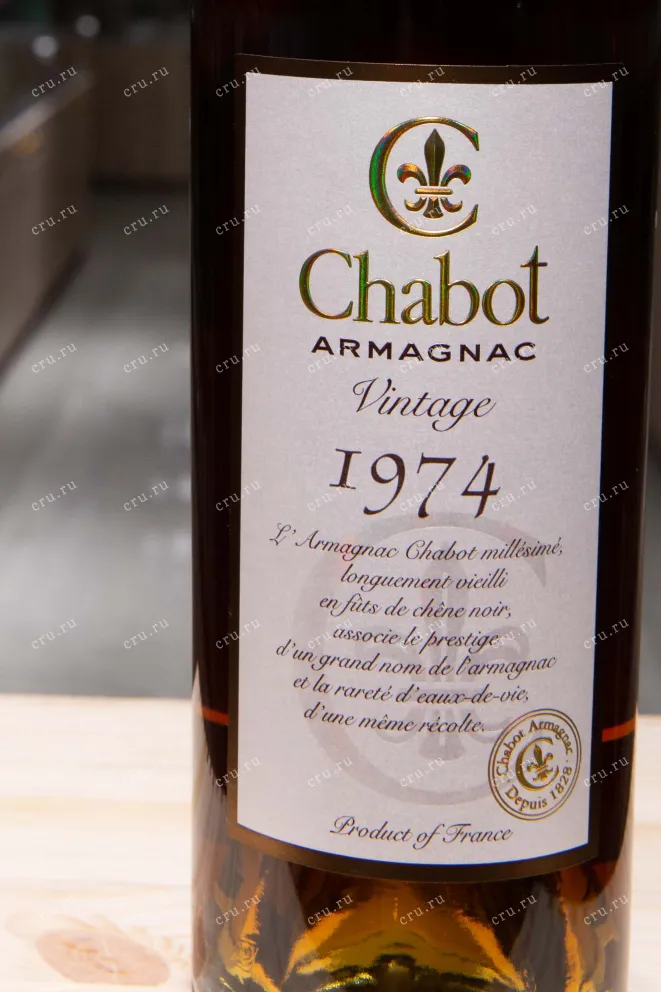 C
Chabot
ARMAGNAC
Vintage
1974
L'Armagnac Chabot millésimé,
longuement vieilli
en fûts de chêne noir,
associe le prestige
d'un grand nom de l'armagnac
et la rareté d'eaux-de-vie,
d'une même récolte.
Chabot Armagnac
C
Depuis 1828
Product of France
cru.ru